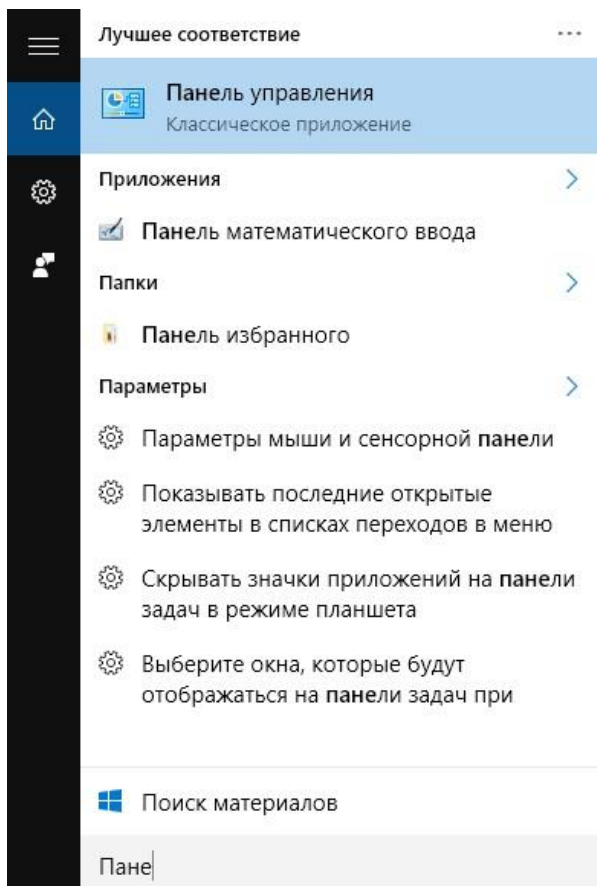 Лучшее соответствие
Панель управления
Классическое приложение
Приложения
Панель математического ввода
Папки
Панель избранного
Параметры
Параметры мыши и сенсорной панели
Показывать последние открытые
элементы в списках переходов в меню
Скрывать значки приложений на панели
задач в режиме планшета
Выберите окна, которые будут
отображаться на панели задач при
Поиск материалов
Пане